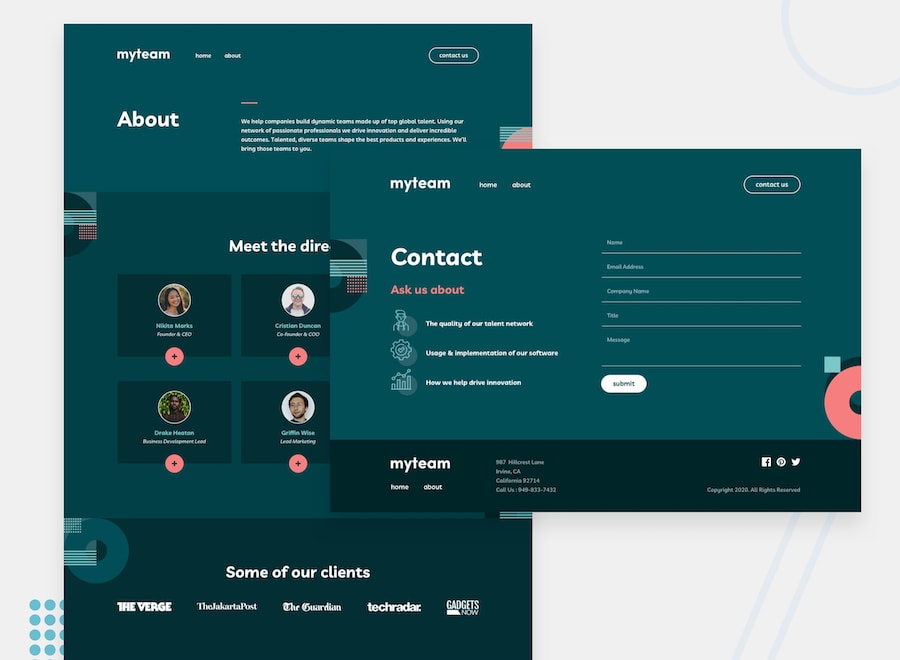 myteam
home
about
contact us
About
We help companies build dynamic teams made up of top global talent. Using our
network of passionate professionals we drive innovation and deliver incredible
outcomes. Talented, diverse teams shape the best products and experiences. We'll
bring those teams to you.
Meet the dire
Nikita Marks
Founder & CEO
Cristian Duncan
Co-founder & COO
Drake Heaton
Business Development Lead
Griffin Wise
Lead Marketing
Some of our clients
THE VERGE
TheJakartaPost
The Guardian
techradar.
GADGETS
NOW
myteam
home
about
contact us
Contact
Ask us about
The quality of our talent network
Usage & implementation of our software
How we help drive innovation
Name
Email Address
Company Name
Title
Message
submit
myteam
home
about
987 Hillcrest Lane
Irvine, CA
California 92714
Call Us : 949-833-7432
Copyright 2020. All Rights Reserved